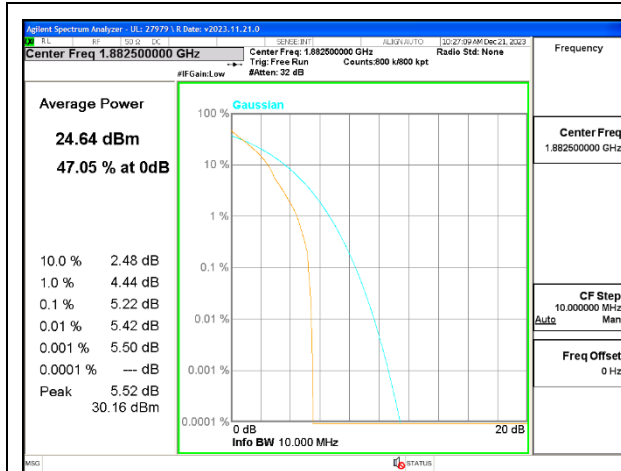 Agilent Spectrum Analyzer - UL: 27979 \ R Date: v2023.11.21.0
RL RF 50 Ω DC SENSE:INT ALIGN AUTO 10:27:09 AM Dec 21, 2023
Center Freq 1.882500000 GHz
Center Freq: 1.882500000 GHz Radio Std: None
Trig: Free Run Counts:800 k/800 kpt
#IFGain:Low #Atten: 32 dB
Frequency
Average Power
24.64 dBm
47.05 % at 0dB
10.0 % 2.48 dB
1.0 % 4.44 dB
0.1 % 5.22 dB
0.01 % 5.42 dB
0.001 % 5.50 dB
0.0001 % --- dB
Peak 5.52 dB
30.16 dBm
Gaussian
100 %
10 %
1 %
0.1 %
0.01 %
0.001 %
0.0001 %
0 dB 20 dB
Info BW 10.000 MHz
Center Freq
1.882500000 GHz
CF Step
10.000000 MHz
Auto Man
Freq Offset
0 Hz
MSG STATUS